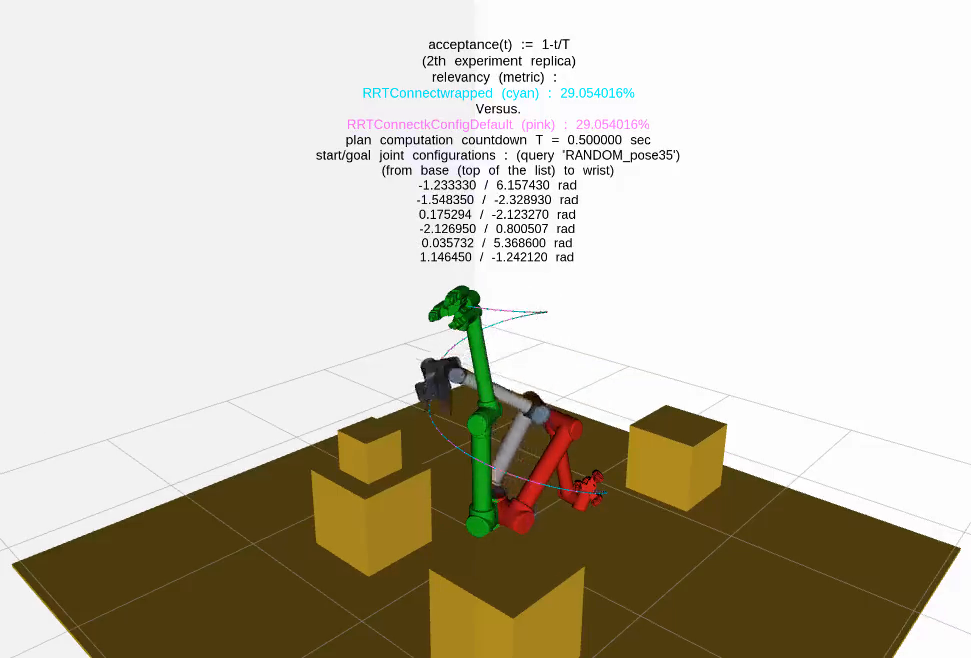 acceptance(t) := 1-t/T
(2th experiment replica)
relevancy (metric) :
RRTConnectwrapped (cyan) : 29.054016%
Versus.
RRTConnectkConfigDefault (pink) : 29.054016%
plan computation countdown T = 0.500000 sec
start/goal joint configurations : (query 'RANDOM_pose35')
(from base (top of the list) to wrist)
-1.233330 / 6.157430 rad
-1.548350 / -2.328930 rad
0.175294 / -2.123270 rad
-2.126950 / 0.800507 rad
0.035732 / 5.368600 rad
1.146450 / -1.242120 rad